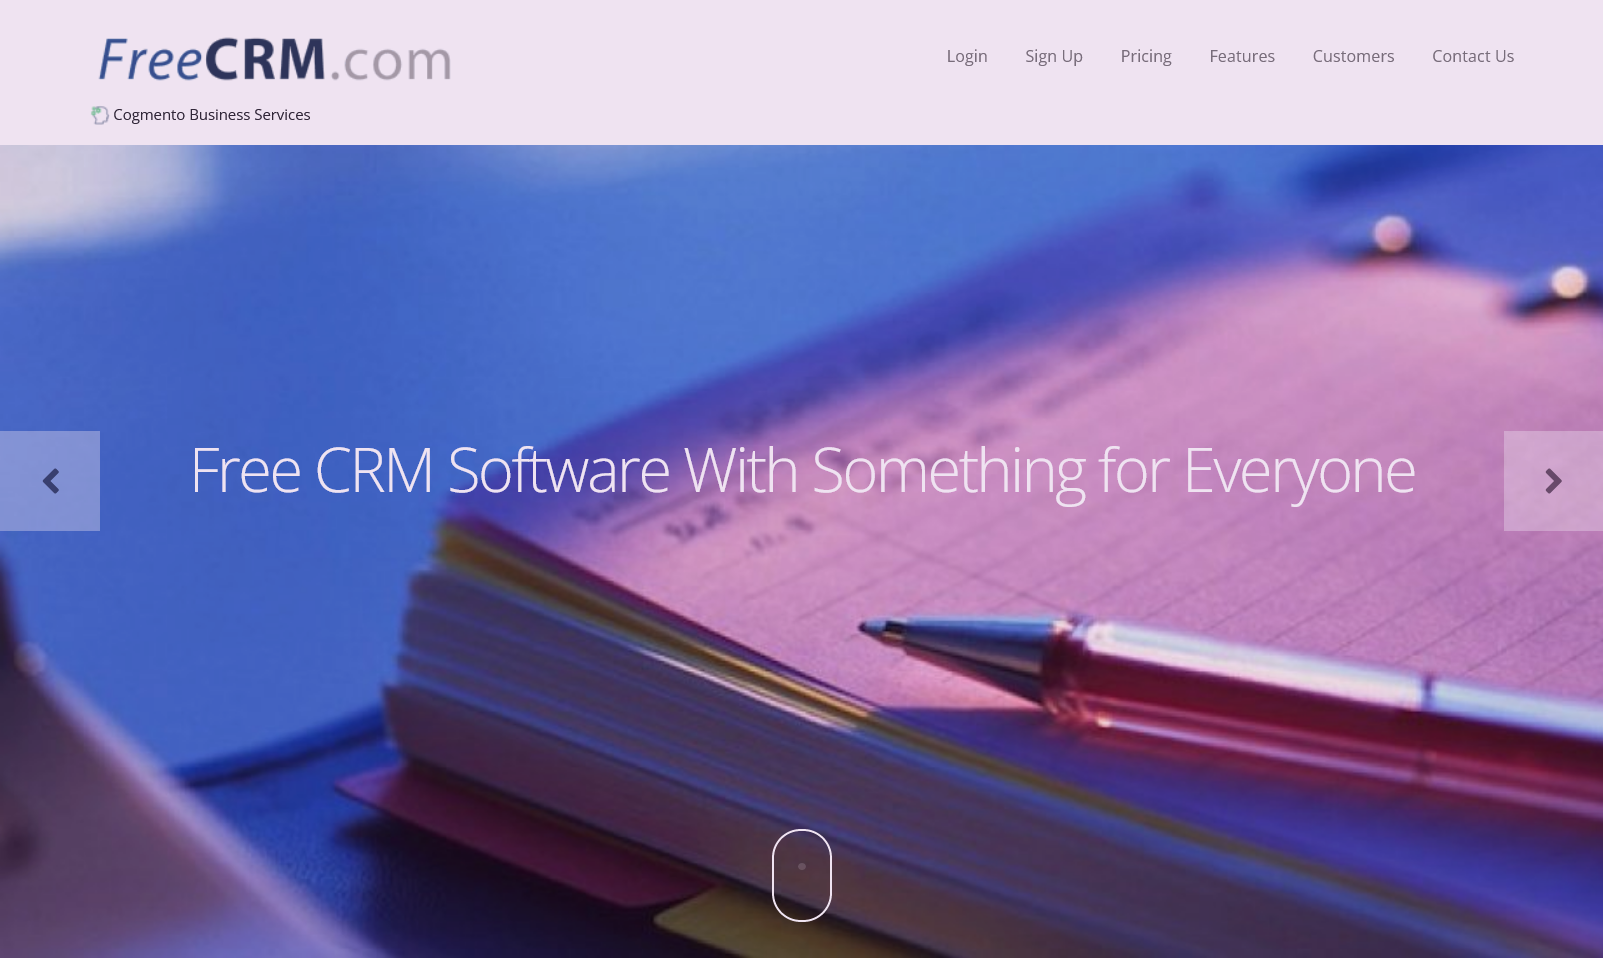 FreeCRM.com
Login
Sign Up
Pricing
Features
Customers
Contact Us
Cogmento Business Services
Free CRM Software With Something for Everyone